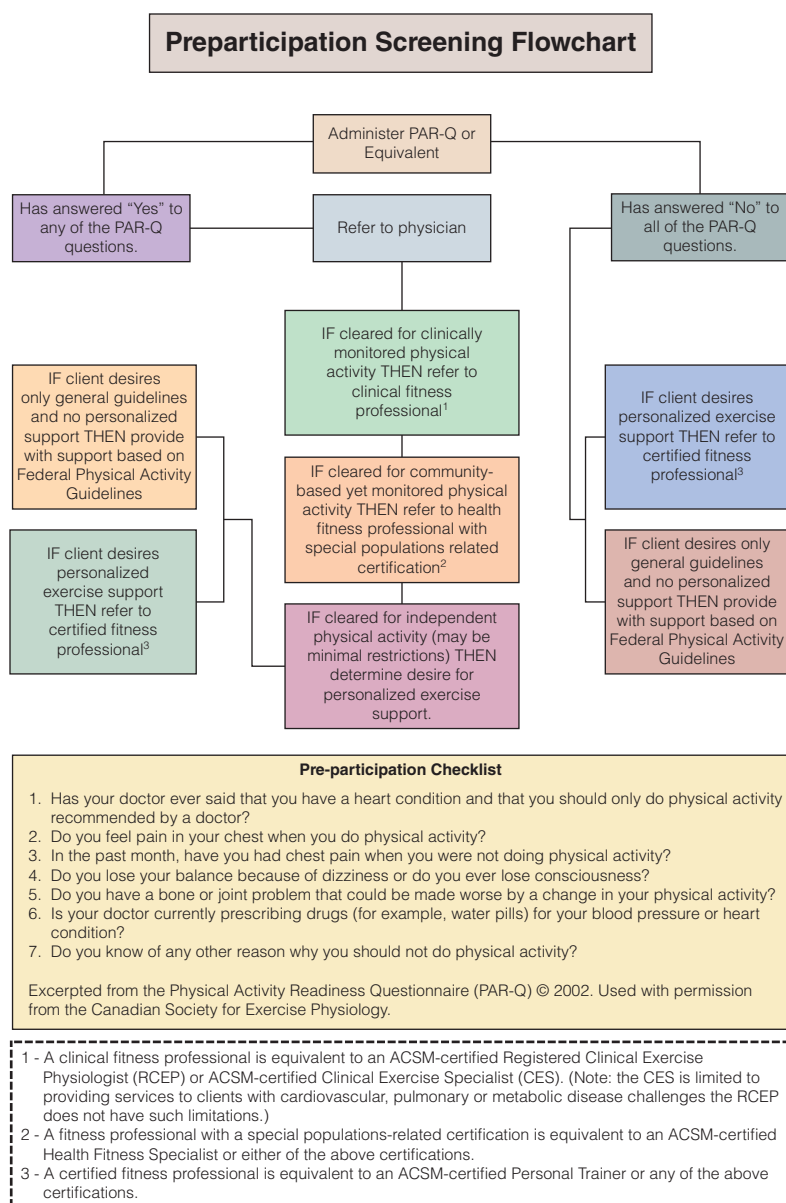 Preparticipation Screening Flowchart
Administer PAR-Q or
Equivalent
Has answered “Yes” to
any of the PAR-Q
questions.
Refer to physician
Has answered “No” to
all of the PAR-Q
questions.
IF cleared for clinically
monitored physical
activity THEN refer to
clinical fitness
professional1
IF client desires
only general guidelines
and no personalized
support THEN provide
with support based on
Federal Physical Activity
Guidelines
IF client desires
personalized exercise
support THEN refer to
certified fitness
professional3
IF cleared for community-
based yet monitored physical
activity THEN refer to health
fitness professional with
special populations related
certification2
IF client desires
personalized
exercise support
THEN refer to
certified fitness
professional3
IF client desires only
general guidelines
and no personalized
support THEN provide
with support based on
Federal Physical Activity
Guidelines
IF cleared for independent
physical activity (may be
minimal restrictions) THEN
determine desire for
personalized exercise
support.
Pre-participation Checklist
1. Has your doctor ever said that you have a heart condition and that you should only do physical activity
recommended by a doctor?
2. Do you feel pain in your chest when you do physical activity?
3. In the past month, have you had chest pain when you were not doing physical activity?
4. Do you lose your balance because of dizziness or do you ever lose consciousness?
5. Do you have a bone or joint problem that could be made worse by a change in your physical activity?
6. Is your doctor currently prescribing drugs (for example, water pills) for your blood pressure or heart
condition?
7. Do you know of any other reason why you should not do physical activity?
Excerpted from the Physical Activity Readiness Questionnaire (PAR-Q) © 2002. Used with permission
from the Canadian Society for Exercise Physiology.
1 - A clinical fitness professional is equivalent to an ACSM-certified Registered Clinical Exercise
Physiologist (RCEP) or ACSM-certified Clinical Exercise Specialist (CES). (Note: the CES is limited to
providing services to clients with cardiovascular, pulmonary or metabolic disease challenges the RCEP
does not have such limitations.)
2 - A fitness professional with a special populations-related certification is equivalent to an ACSM-certified
Health Fitness Specialist or either of the above certifications.
3 - A certified fitness professional is equivalent to an ACSM-certified Personal Trainer or any of the above
certifications.